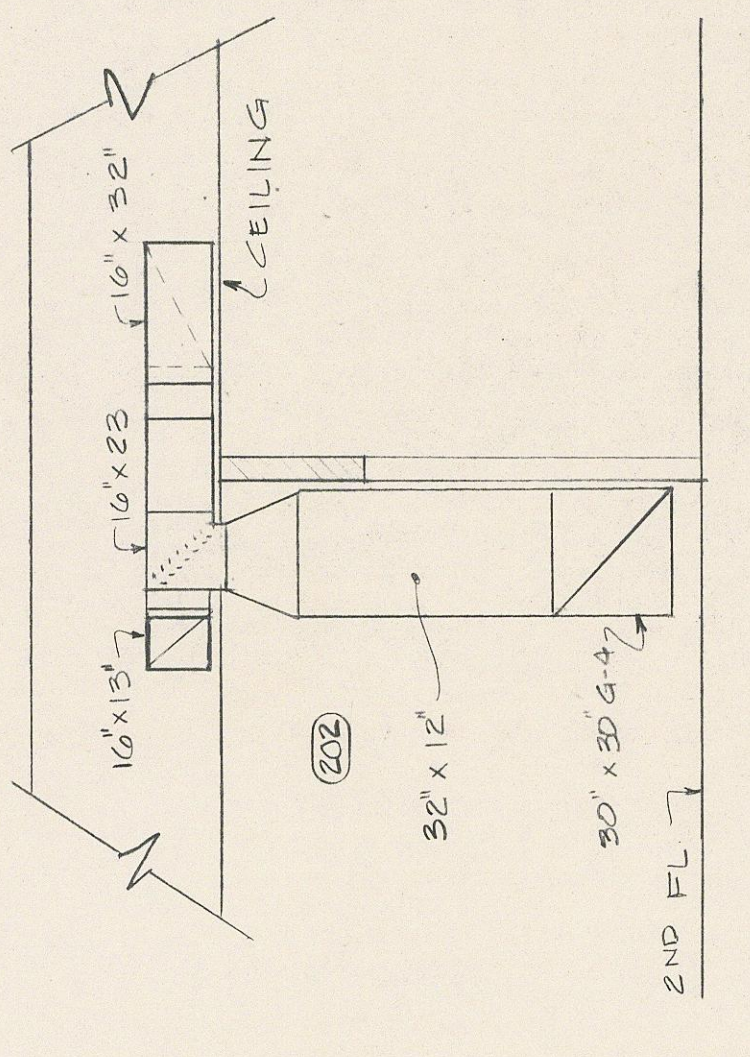 16" x 13"
16" x 23
16" x 32"
CEILING
202
32" x 12"
30" x 30" G-4
2ND FL.